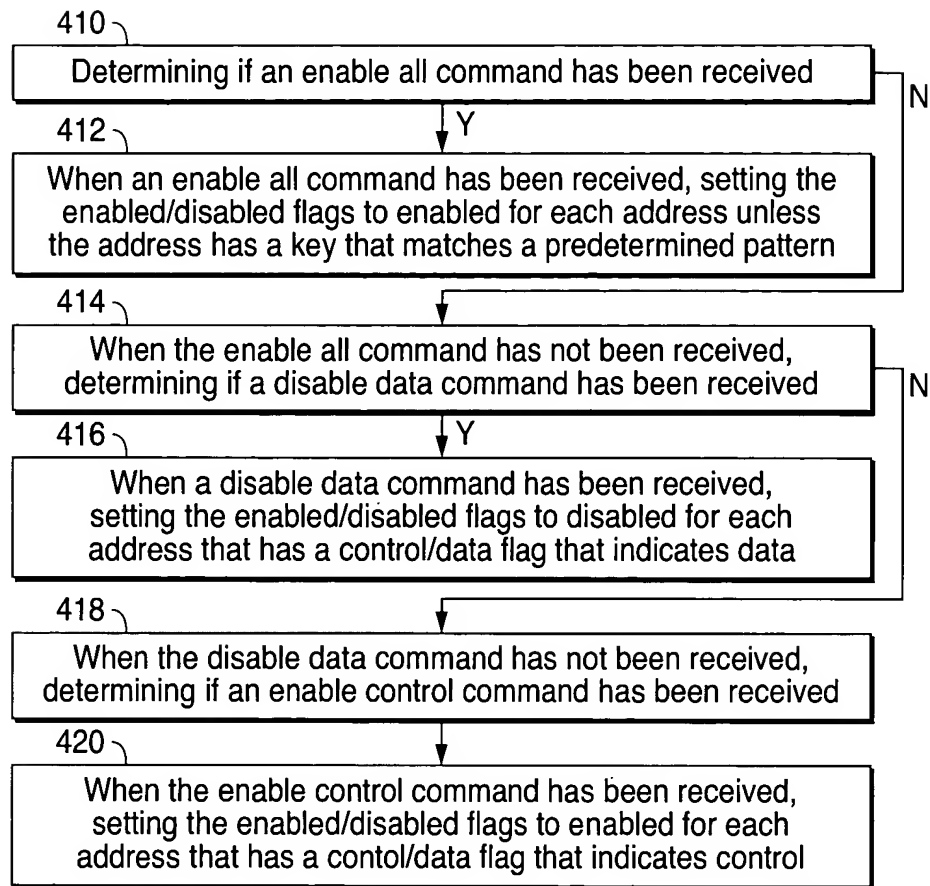 410
Determining if an enable all command has been received
N
Y
412
When an enable all command has been received, setting the
enabled/disabled flags to enabled for each address unless
the address has a key that matches a predetermined pattern
414
When the enable all command has not been received,
determining if a disable data command has been received
N
Y
416
When a disable data command has been received,
setting the enabled/disabled flags to disabled for each
address that has a control/data flag that indicates data
418
When the disable data command has not been received,
determining if an enable control command has been received
420
When the enable control command has been received,
setting the enabled/disabled flags to enabled for each
address that has a contol/data flag that indicates control